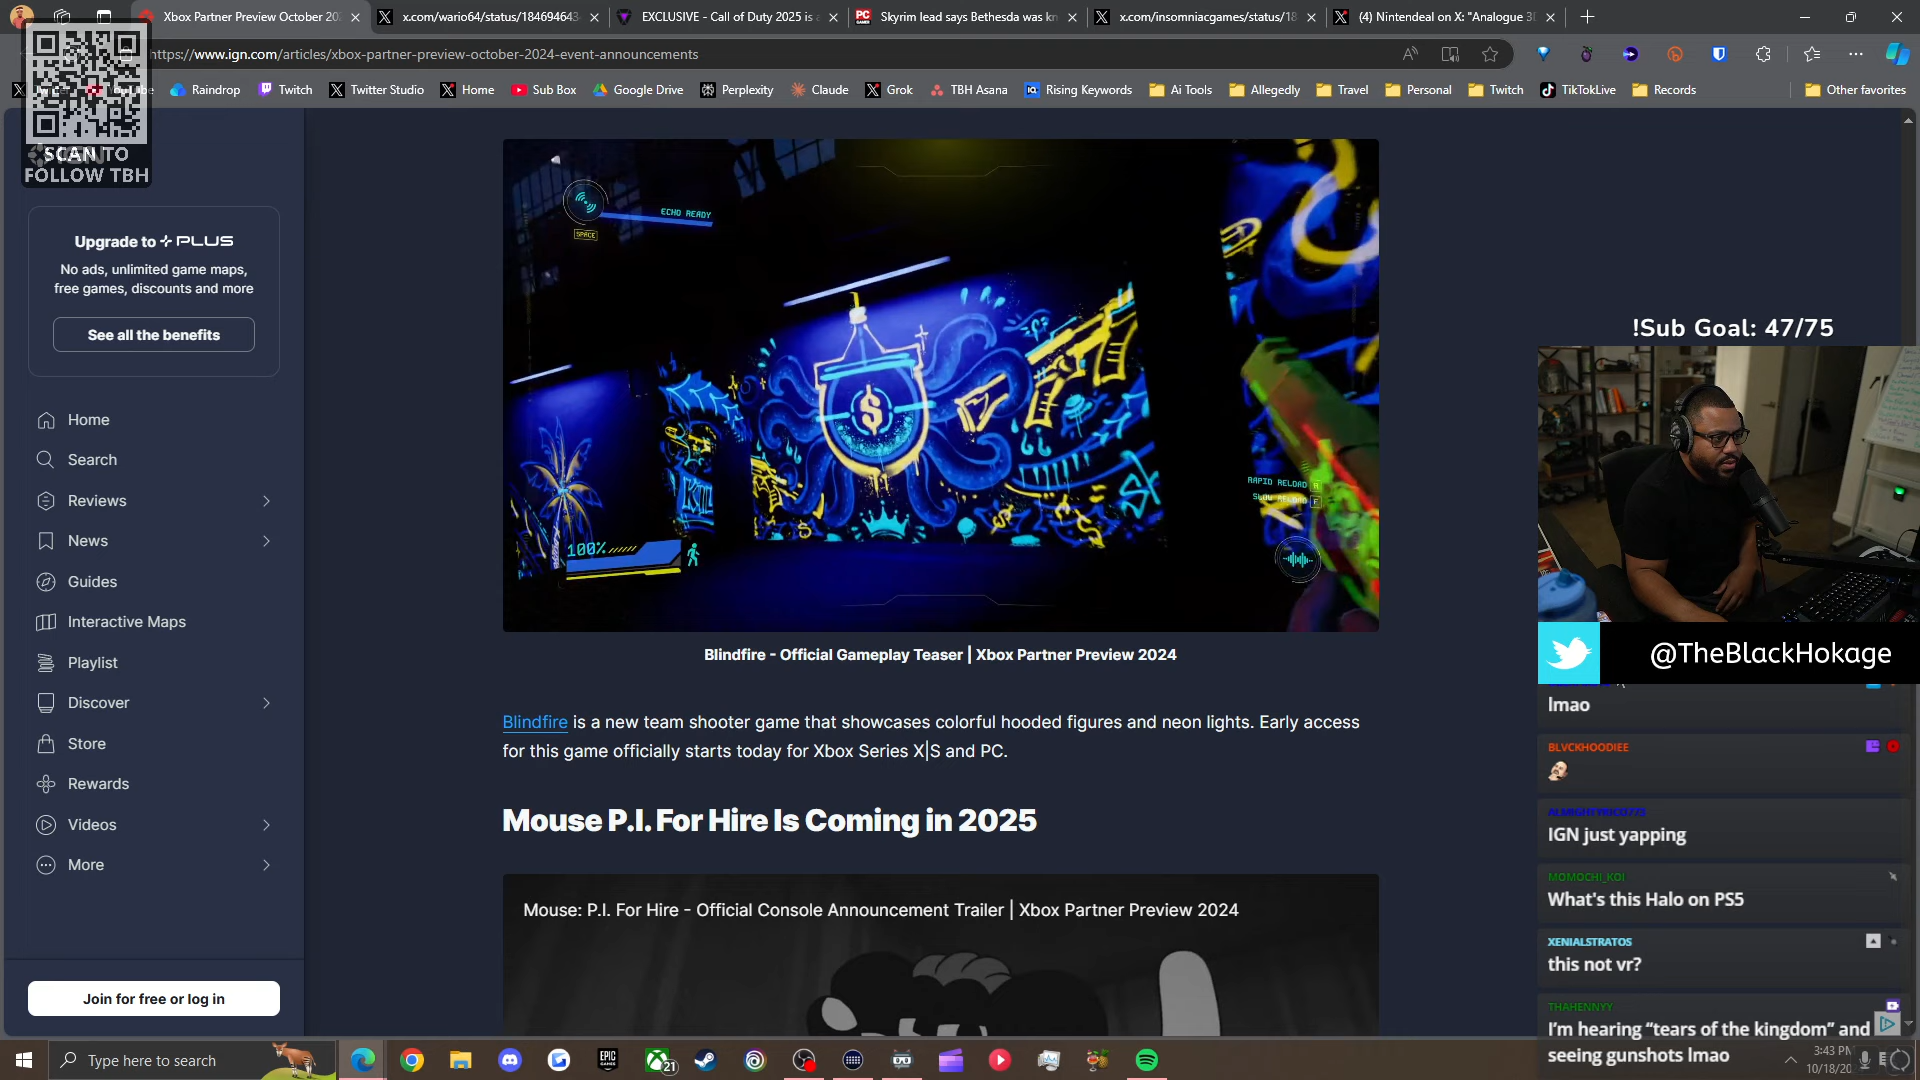 Xbox Partner Preview October 20
x.com/wario64/status/184694643
EXCLUSIVE - Call of Duty 2025 is a
Skyrim lead says Bethesda was kn
x.com/insomniacgames/status/18
(4) Nintendeal on X: "Analogue 3D
https://www.ign.com/articles/xbox-partner-preview-october-2024-event-announcements
Raindrop
Twitch
Twitter Studio
Home
Sub Box
Google Drive
Perplexity
Claude
Grok
TBH Asana
Rising Keywords
Ai Tools
Allegedly
Travel
Personal
Twitch
TikTokLive
Records
Other favorites
SCAN TO
FOLLOW TBH
Upgrade to + PLUS
No ads, unlimited game maps,
free games, discounts and more
See all the benefits
Home
Search
Reviews
News
Guides
Interactive Maps
Playlist
Discover
Store
Rewards
Videos
More
Join for free or log in
ECHO READY
SPACE
$
RAPID RELOAD R
SLOW RELOAD F
100%
Blindfire - Official Gameplay Teaser | Xbox Partner Preview 2024
Blindfire is a new team shooter game that showcases colorful hooded figures and neon lights. Early access
for this game officially starts today for Xbox Series X|S and PC.
Mouse P.I. For Hire Is Coming in 2025
Mouse: P.I. For Hire - Official Console Announcement Trailer | Xbox Partner Preview 2024
!Sub Goal: 47/75
@TheBlackHokage
lmao
BLVCKHOODIEE
IGN just yapping
MOMOCHI_KOI
What's this Halo on PS5
XENIALSTRATOS
this not vr?
THAHENNYY
I'm hearing “tears of the kingdom” and
seeing gunshots lmao
Type here to search
21
3:43 PM
10/18/20